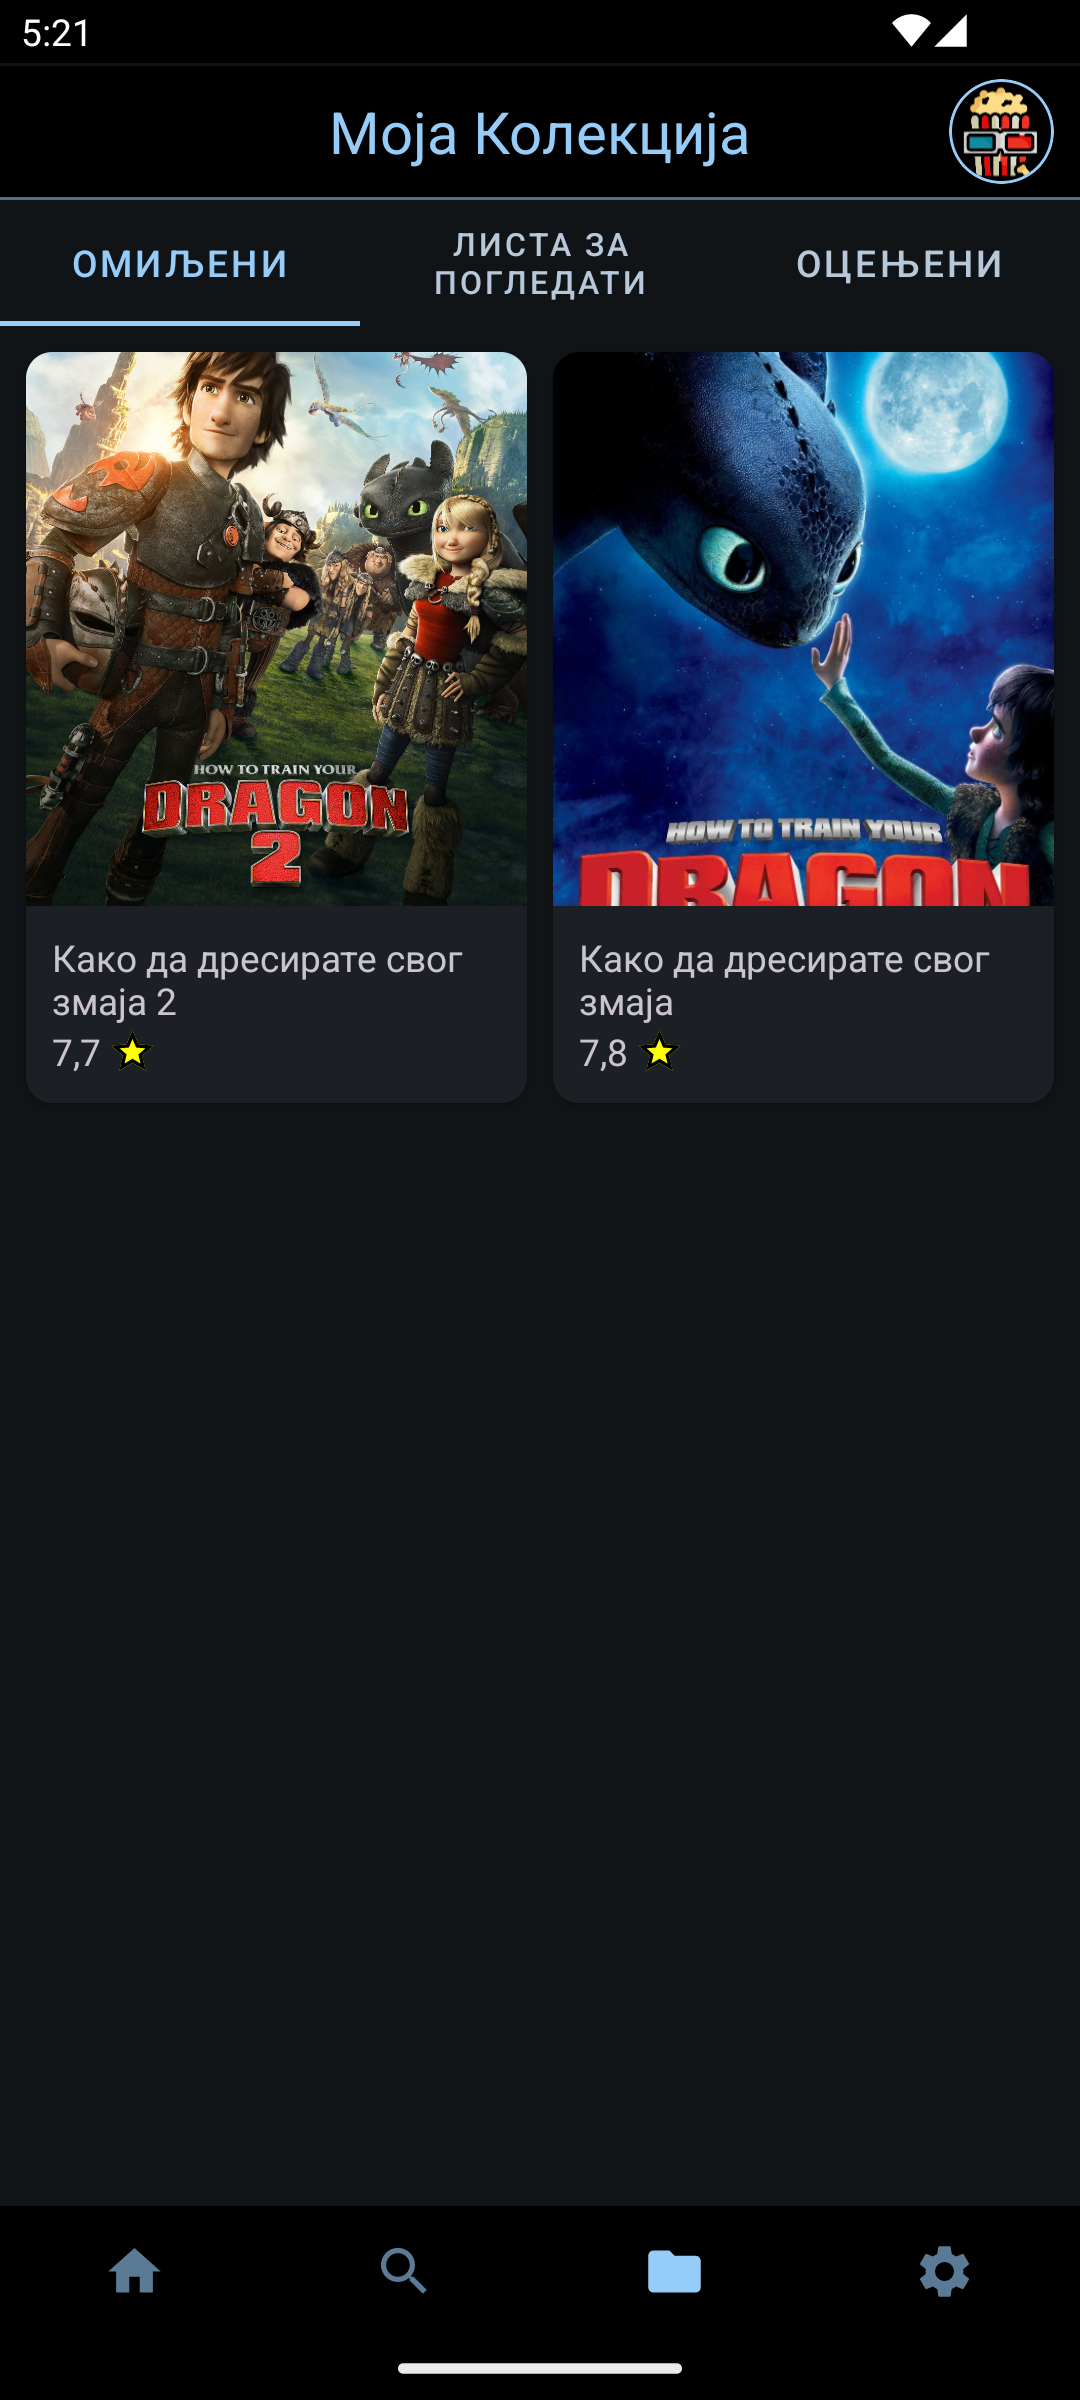 5:21
Моја Колекција
ОМИЉЕНИ
ЛИСТА ЗА
ПОГЛЕДАТИ
ОЦЕЊЕНИ
HOW TO TRAIN YOUR
DRAGON
2
HOW TO TRAIN YOUR
DRAGON
Како да дресирате свог
змаја 2
7,7
Како да дресирате свог
змаја
7,8